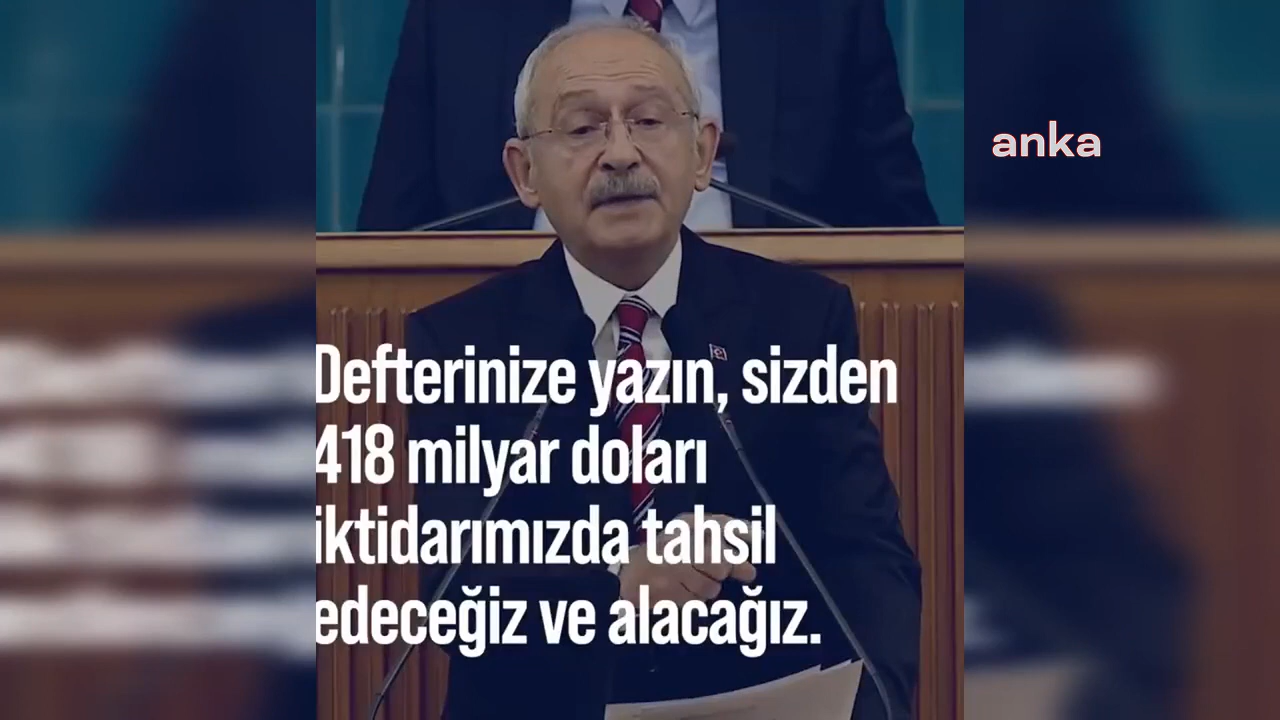 anka
Defterinize yazın, sizden
418 milyar doları
iktidarımızda tahsil
edeceğiz ve alacağız.